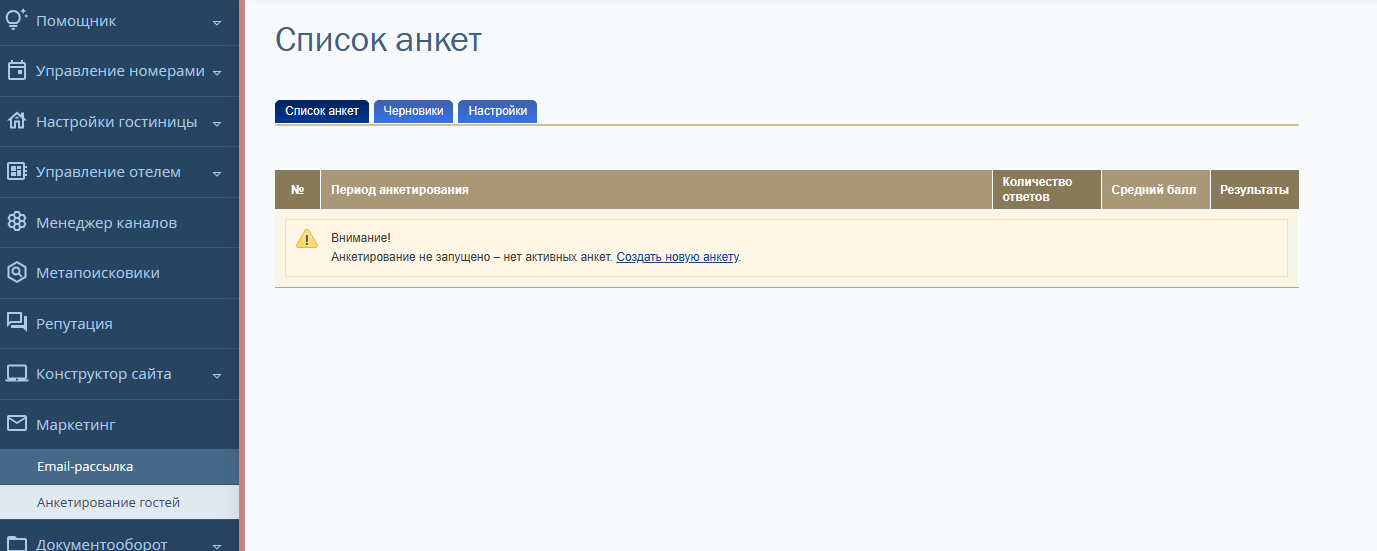 Помощник
Управление номерами
Настройки гостиницы
Управление отелем
Менеджер каналов
Метапоисковики
Репутация
Конструктор сайта
Маркетинг
Email-рассылка
Анкетирование гостей
Документооборот
Список анкет
Список анкет Черновики Настройки
№ Период анкетирования Количество ответов Средний балл Результаты
Внимание!
Анкетирование не запущено – нет активных анкет. Создать новую анкету.